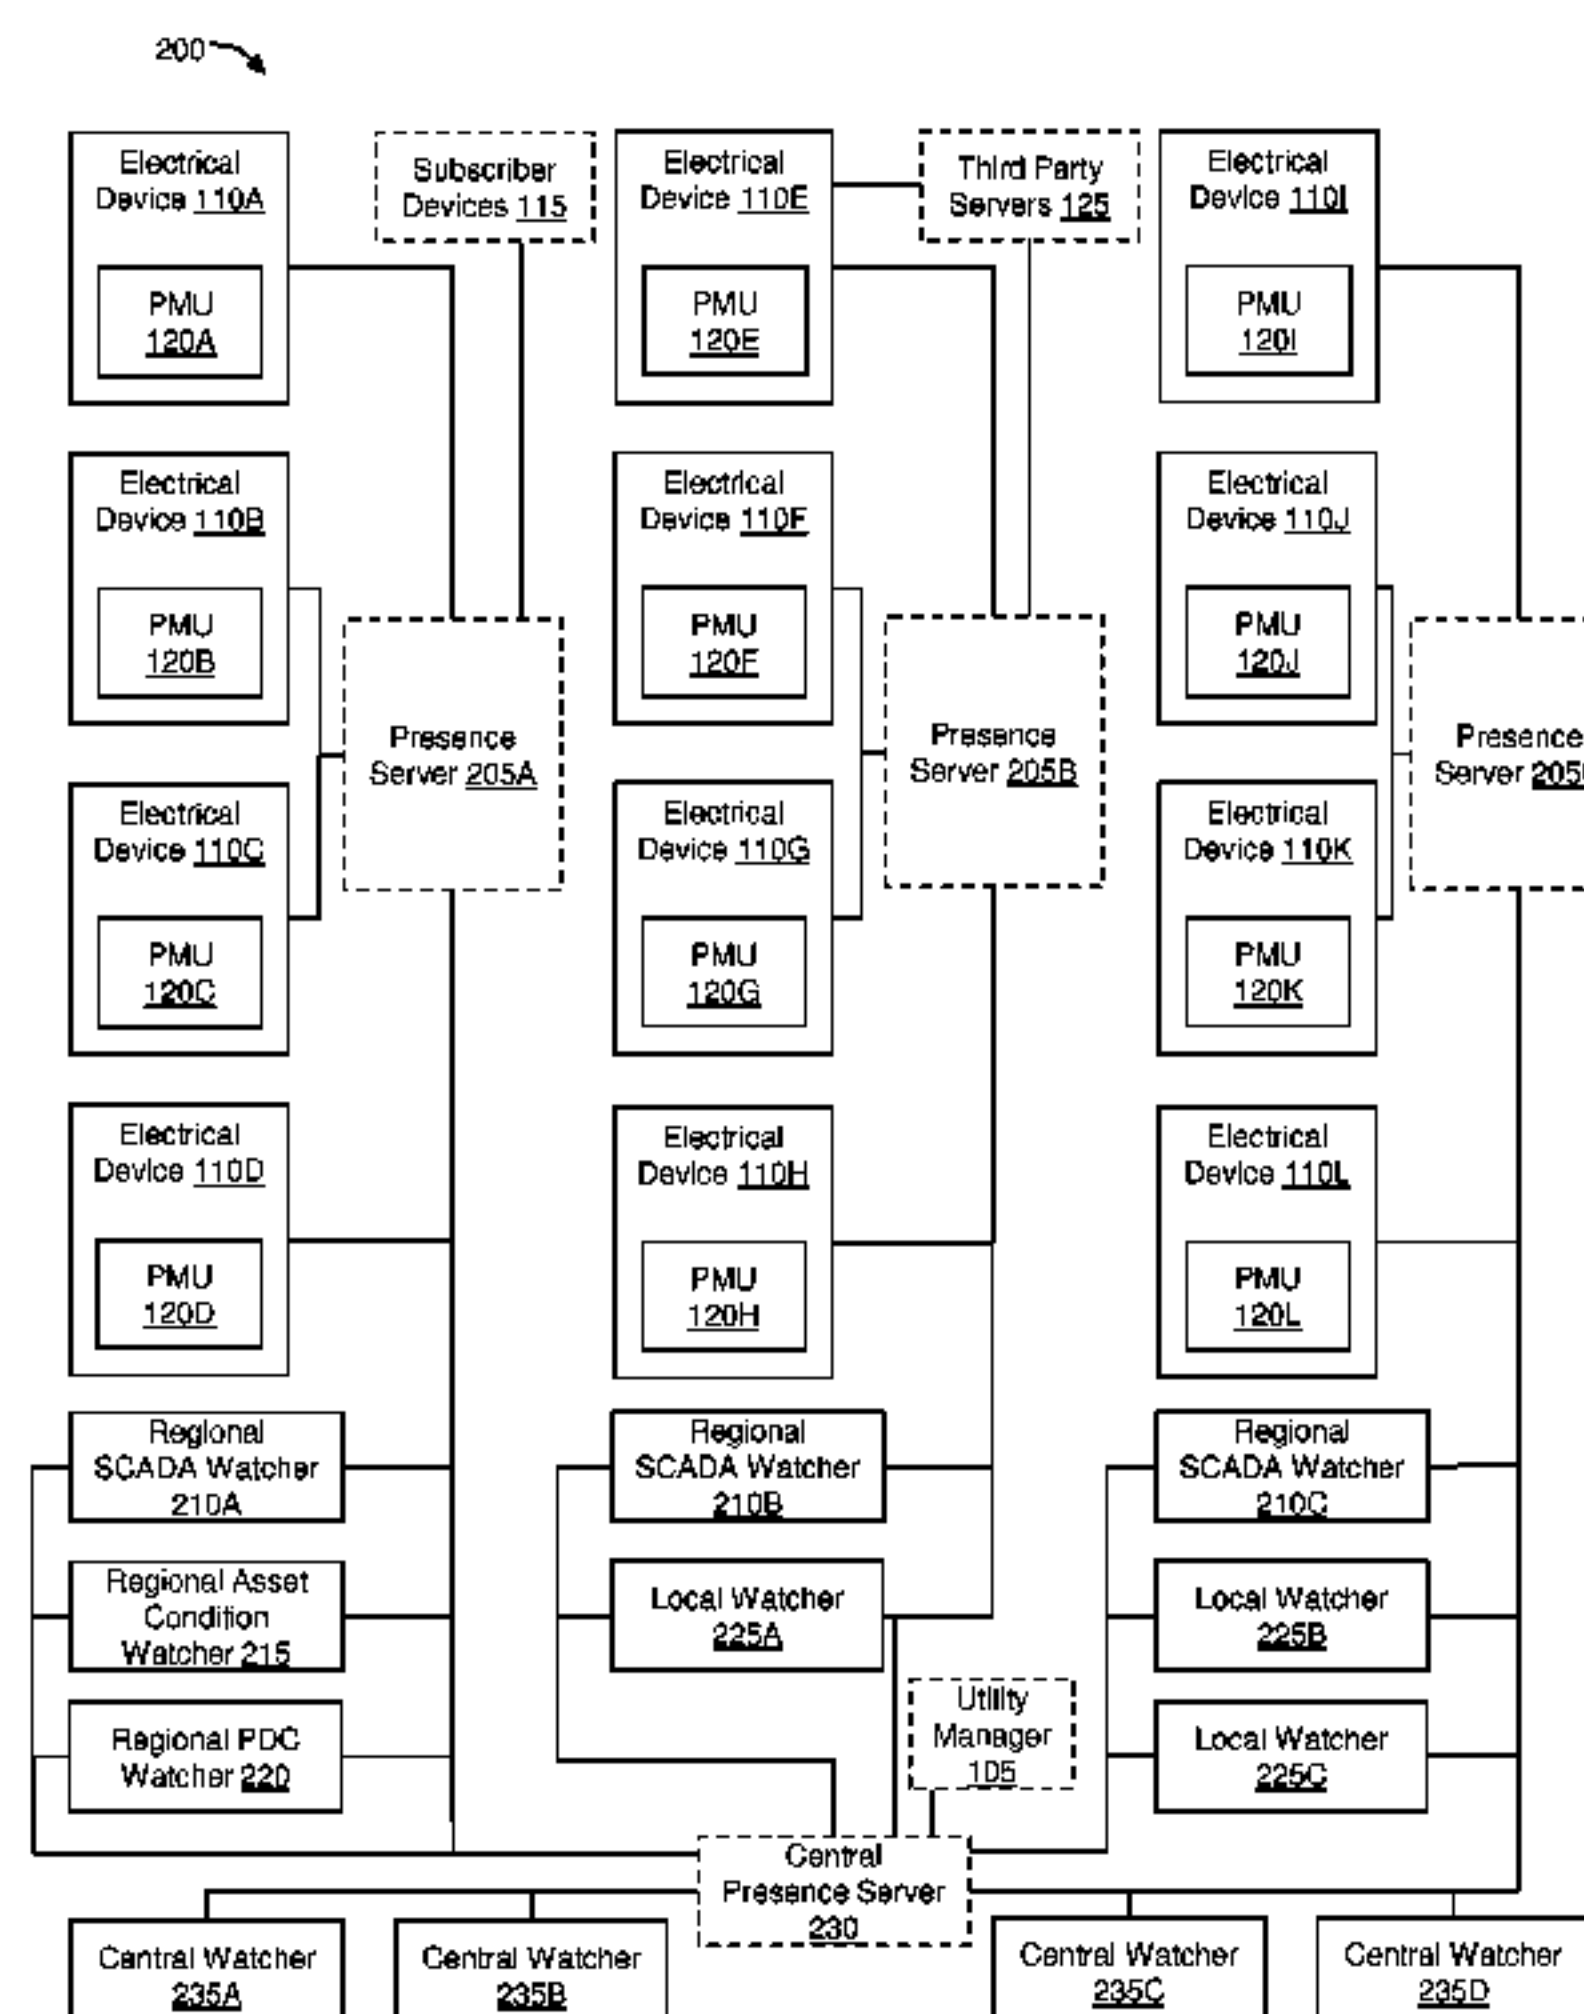 200
Electrical
Device 110A
PMU
120A
Subscriber
Devices 115
Electrical
Device 110E
PMU
120E
Third Party
Servers 125
Electrical
Device 110I
PMU
120I
Electrical
Device 110B
PMU
120B
Electrical
Device 110F
PMU
120F
Electrical
Device 110J
PMU
120J
Presence
Server 205A
Presence
Server 205B
Presence
Server 205
Electrical
Device 110C
PMU
120C
Electrical
Device 110G
PMU
120G
Electrical
Device 110K
PMU
120K
Electrical
Device 110D
PMU
120D
Electrical
Device 110H
PMU
120H
Electrical
Device 110L
PMU
120L
Regional
SCADA Watcher
210A
Regional
SCADA Watcher
210B
Regional
SCADA Watcher
210C
Regional Asset
Condition
Watcher 215
Local Watcher
225A
Local Watcher
225B
Regional PDC
Watcher 220
Utility
Manager
105
Local Watcher
225C
Central
Presence Server
230
Central Watcher
235A
Central Watcher
235B
Central Watcher
235C
Central Watcher
235D